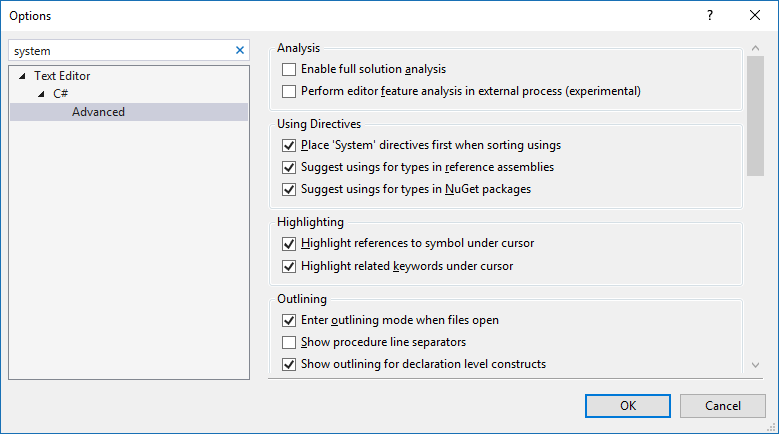 Options
system
Text Editor
C#
Advanced
Analysis
Enable full solution analysis
Perform editor feature analysis in external process (experimental)
Using Directives
Place 'System' directives first when sorting usings
Suggest usings for types in reference assemblies
Suggest usings for types in NuGet packages
Highlighting
Highlight references to symbol under cursor
Highlight related keywords under cursor
Outlining
Enter outlining mode when files open
Show procedure line separators
Show outlining for declaration level constructs
OK
Cancel